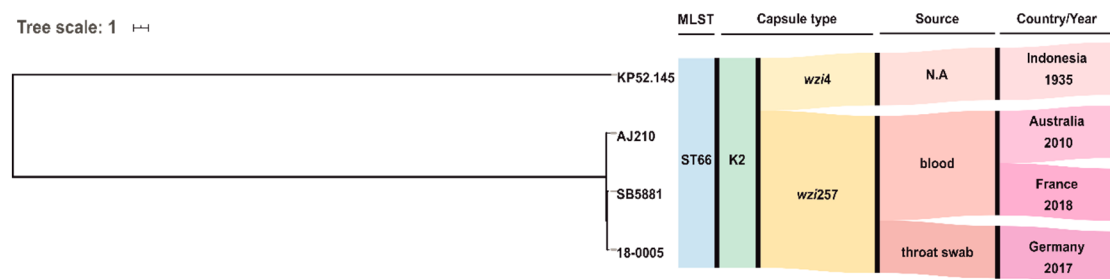 Tree scale: 1
MLST
Capsule type
Source
Country/Year
KP52.145
AJ210
SB5881
18-0005
ST66
K2
wzi4
wzi257
N.A
blood
throat swab
Indonesia
1935
Australia
2010
France
2018
Germany
2017